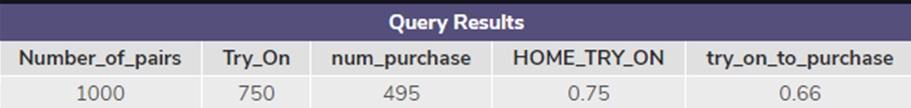 Query Results
Number_of_pairs Try_On num_purchase HOME_TRY_ON try_on_to_purchase
1000 750 495 0.75 0.66